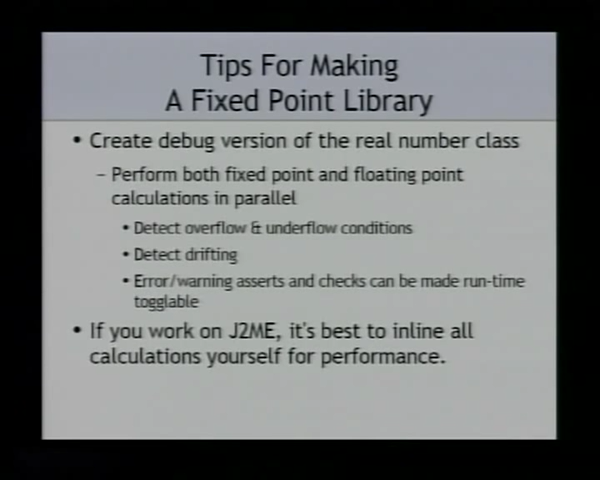 Tips For Making
A Fixed Point Library
• Create debug version of the real number class
– Perform both fixed point and floating point
calculations in parallel
• Detect overflow & underflow conditions
• Detect drifting
• Error/warning asserts and checks can be made run-time
togglable
• If you work on J2ME, it's best to inline all
calculations yourself for performance.